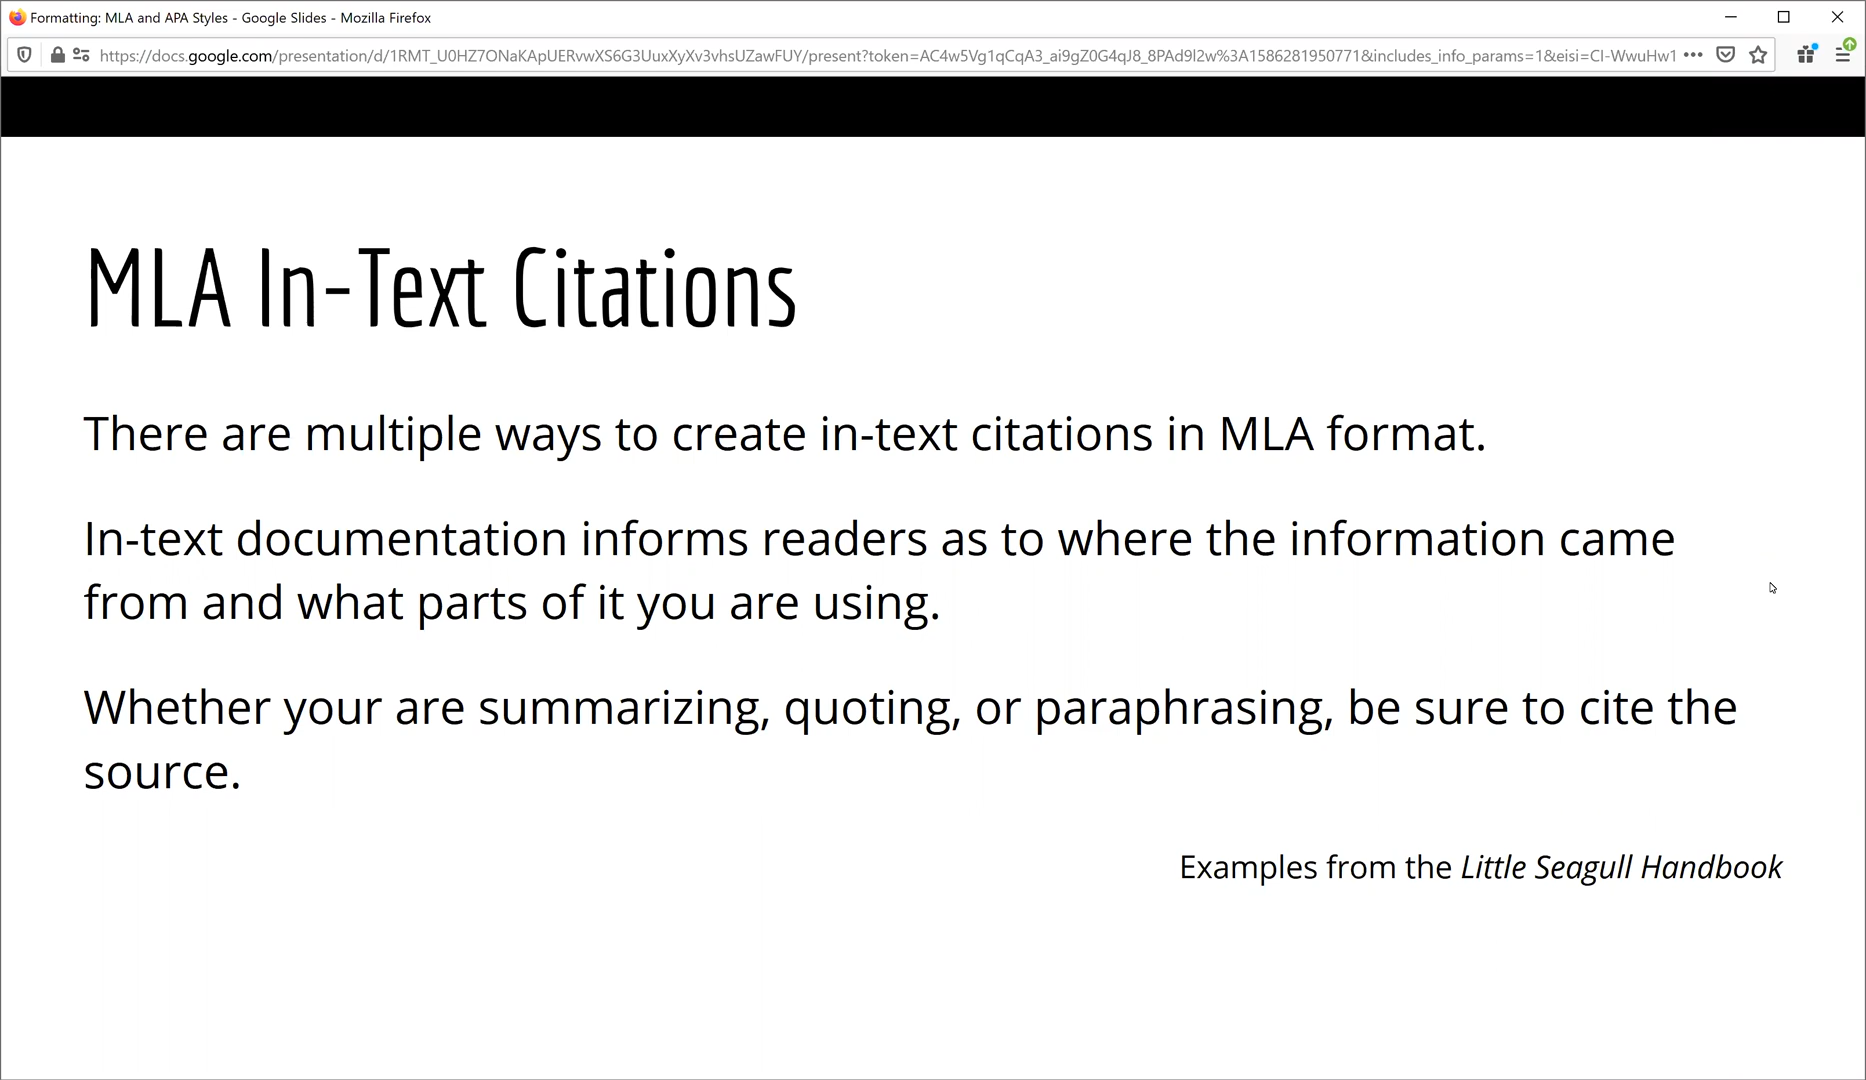 Formatting: MLA and APA Styles - Google Slides - Mozilla Firefox
https://docs.google.com/presentation/d/1RMT_U0HZ7ONaKApUERvwXS6G3UuxXyXv3vhsUZawFUY/present?token=AC4w5Vg1qCqA3_ai9gZ0G4qJ8_8PAd9l2w%3A1586281950771&includes_info_params=1&eisi=CI-WwuHw1
MLA In-Text Citations
There are multiple ways to create in-text citations in MLA format.
In-text documentation informs readers as to where the information came
from and what parts of it you are using.
Whether your are summarizing, quoting, or paraphrasing, be sure to cite the
source.
Examples from the Little Seagull Handbook